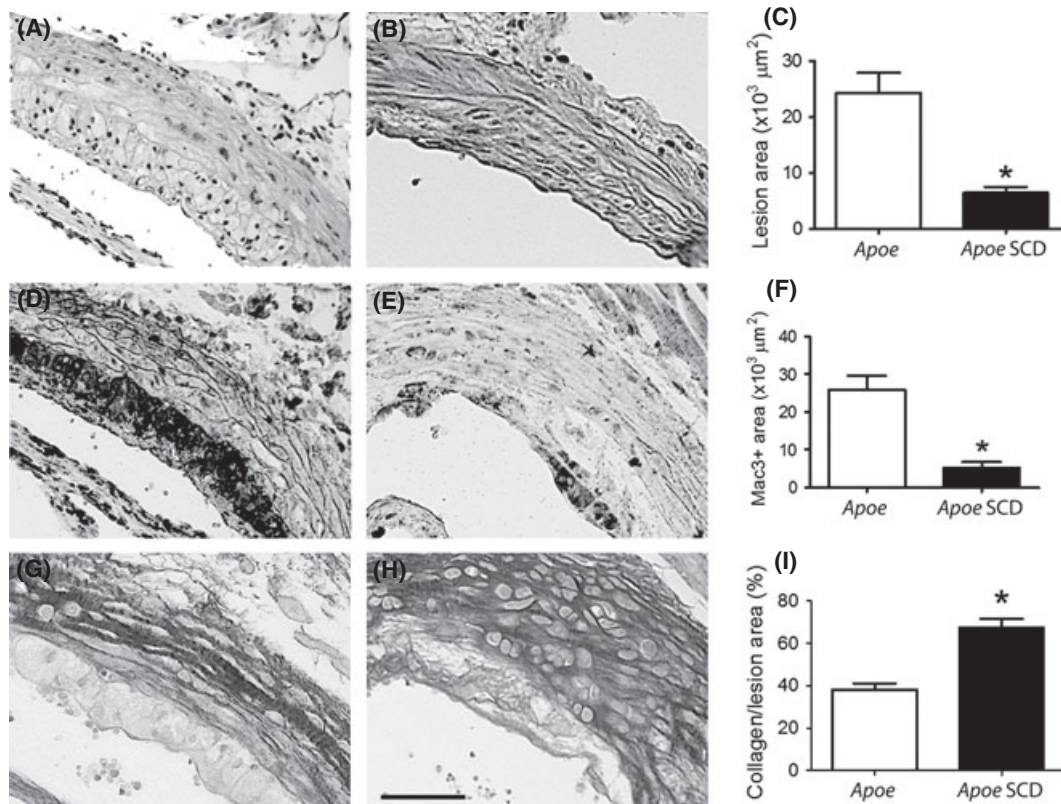 (A)
(B)
(C)
Lesion area (x10³ µm²)
30
20
10
0
*
Apoe
Apoe SCD
(D)
(E)
(F)
Mac3+ area (x10³ µm²)
40
30
20
10
0
*
Apoe
Apoe SCD
(G)
(H)
(I)
Collagen/lesion area (%)
80
60
40
20
0
*
Apoe
Apoe SCD